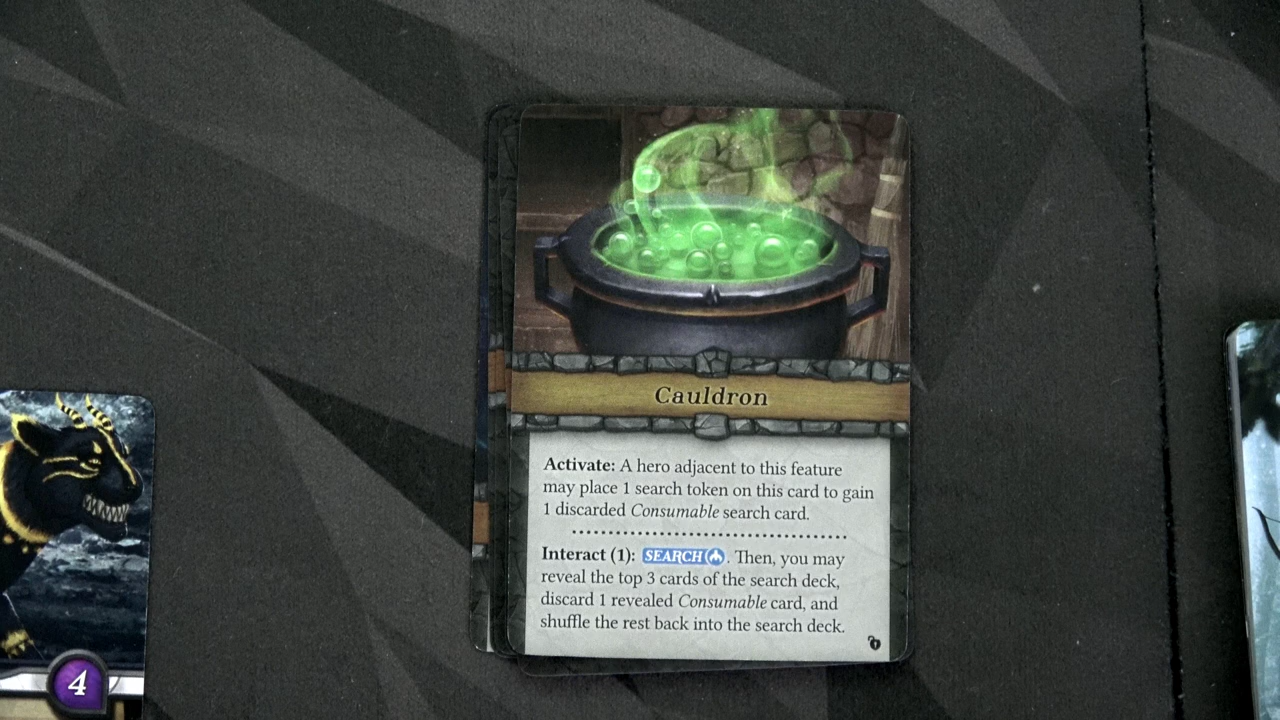 Cauldron
Activate: A hero adjacent to this feature
may place 1 search token on this card to gain
1 discarded Consumable search card.
Interact (1): SEARCH. Then, you may
reveal the top 3 cards of the search deck,
discard 1 revealed Consumable card, and
shuffle the rest back into the search deck.
4